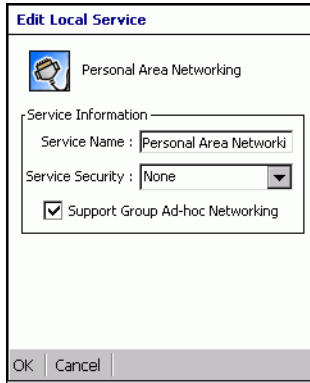 Edit Local Service
Personal Area Networking
Service Information
Service Name : Personal Area Networki
Service Security : None
Support Group Ad-hoc Networking
OK Cancel